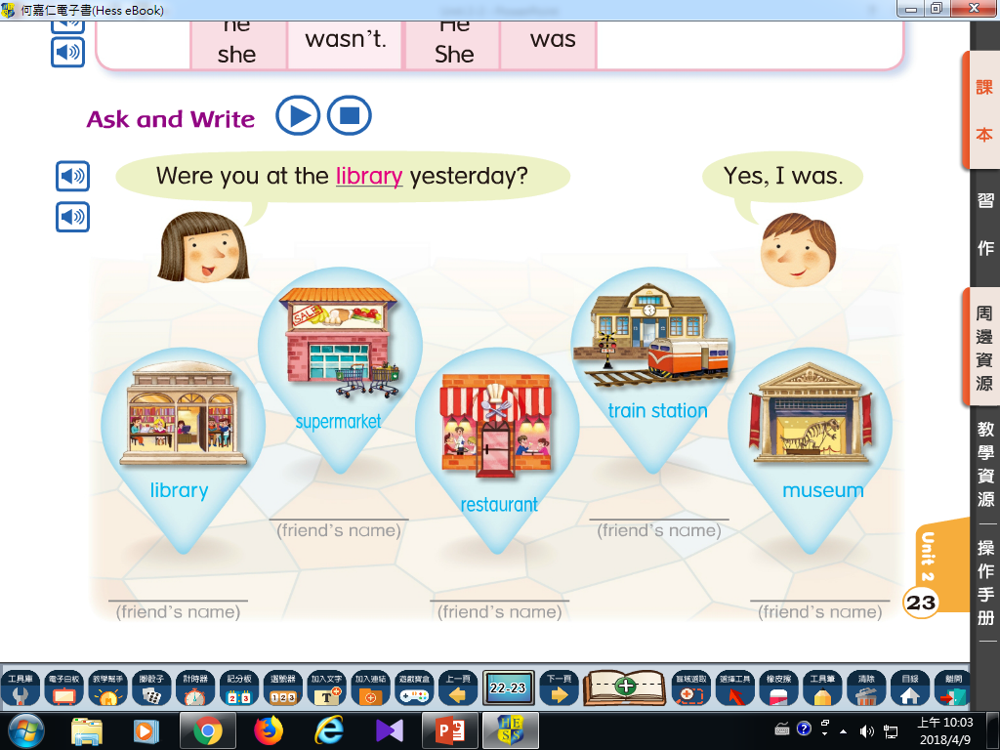 何嘉仁電子書(Hess eBook)
he
she
wasn't.
He
She
was
課本
習作
周邊資源
教學資源
操作手册
Ask and Write
Were you at the library yesterday?
Yes, I was.
SALE
supermarket
train station
library
restaurant
museum
(friend's name)
(friend's name)
(friend's name)
(friend's name)
(friend's name)
Unit 2
23
工具庫
電子白板
教學幫手
擲骰子
計時器
記分板
選號器
加入文字
加入連結
遊戲寶盒
上一頁
22-23
下一頁
區域選取
選擇工具
橡皮擦
工具筆
清除
目錄
離開
上午 10:03
2018/4/9